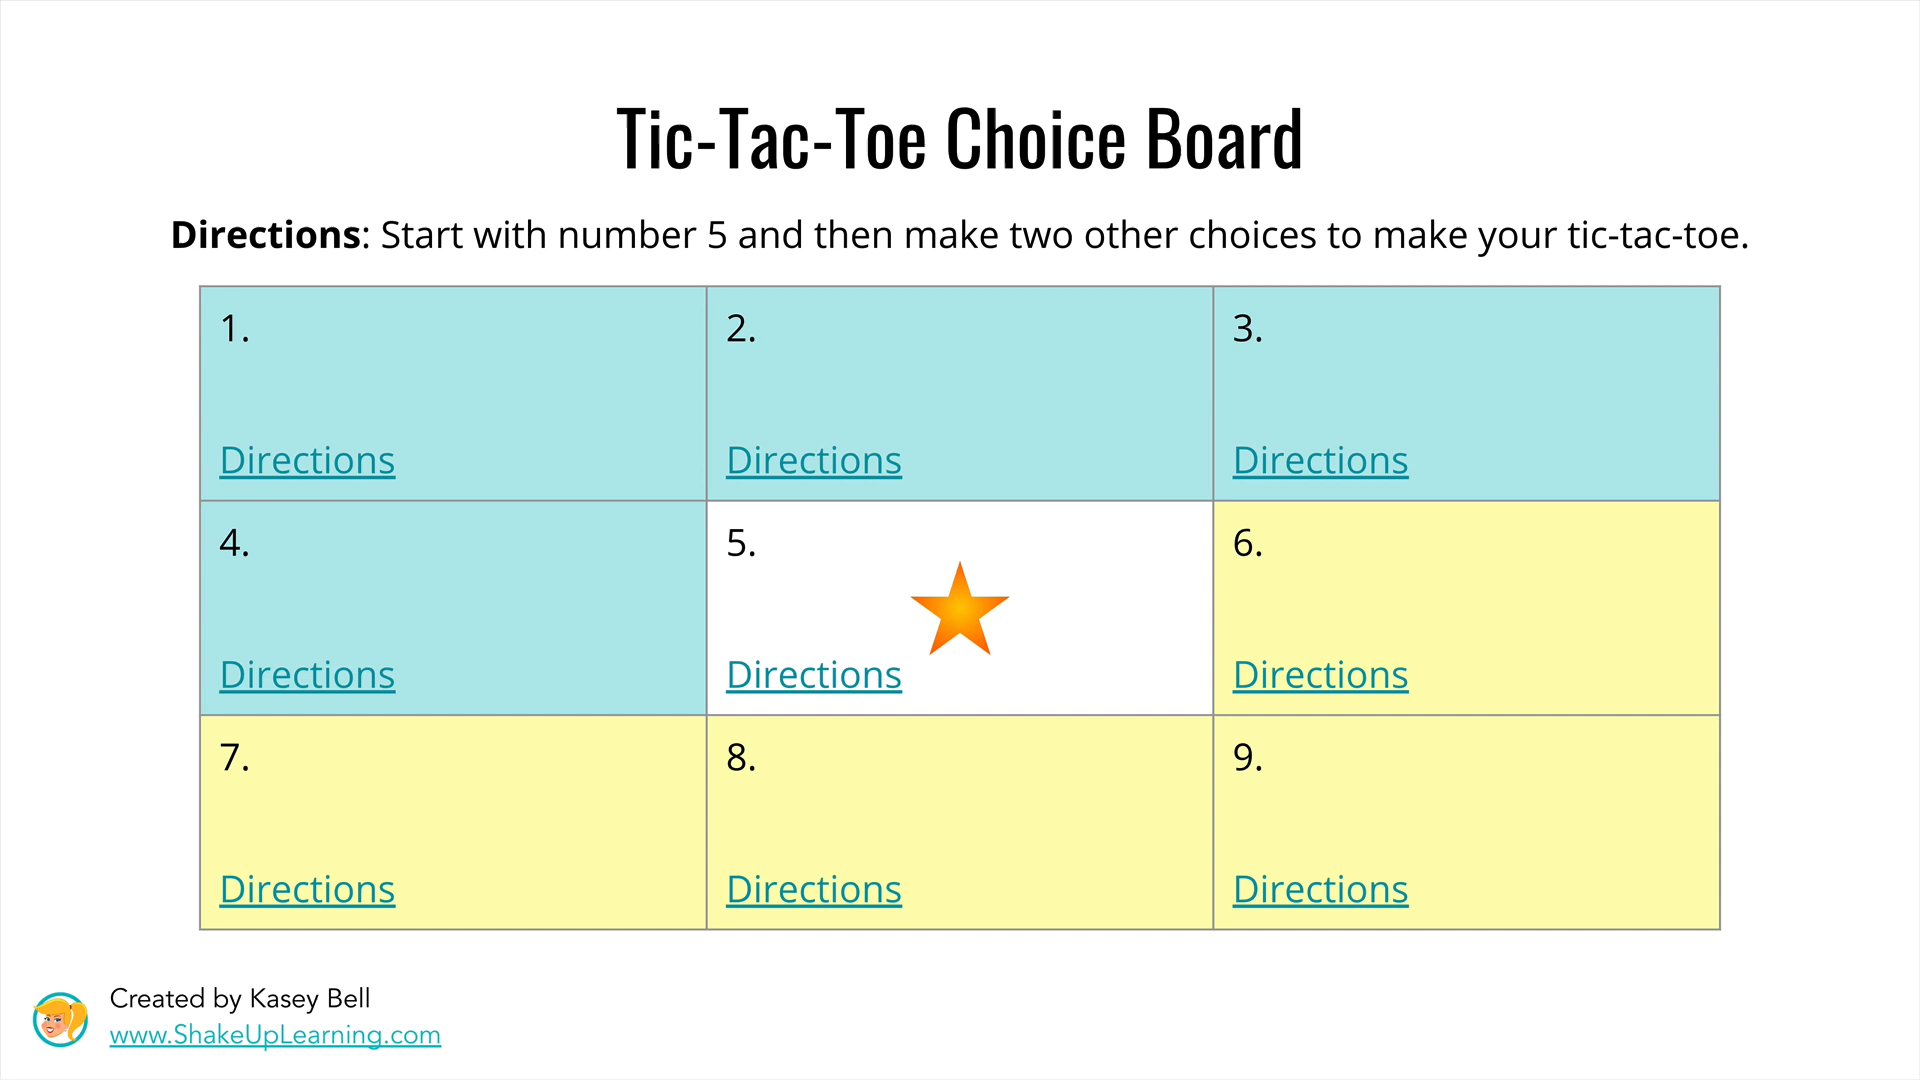 Tic-Tac-Toe Choice Board
Directions: Start with number 5 and then make two other choices to make your tic-tac-toe.
1.
Directions
2.
Directions
3.
Directions
4.
Directions
5.
Directions
6.
Directions
7.
Directions
8.
Directions
9.
Directions
Created by Kasey Bell
www.ShakeUpLearning.com